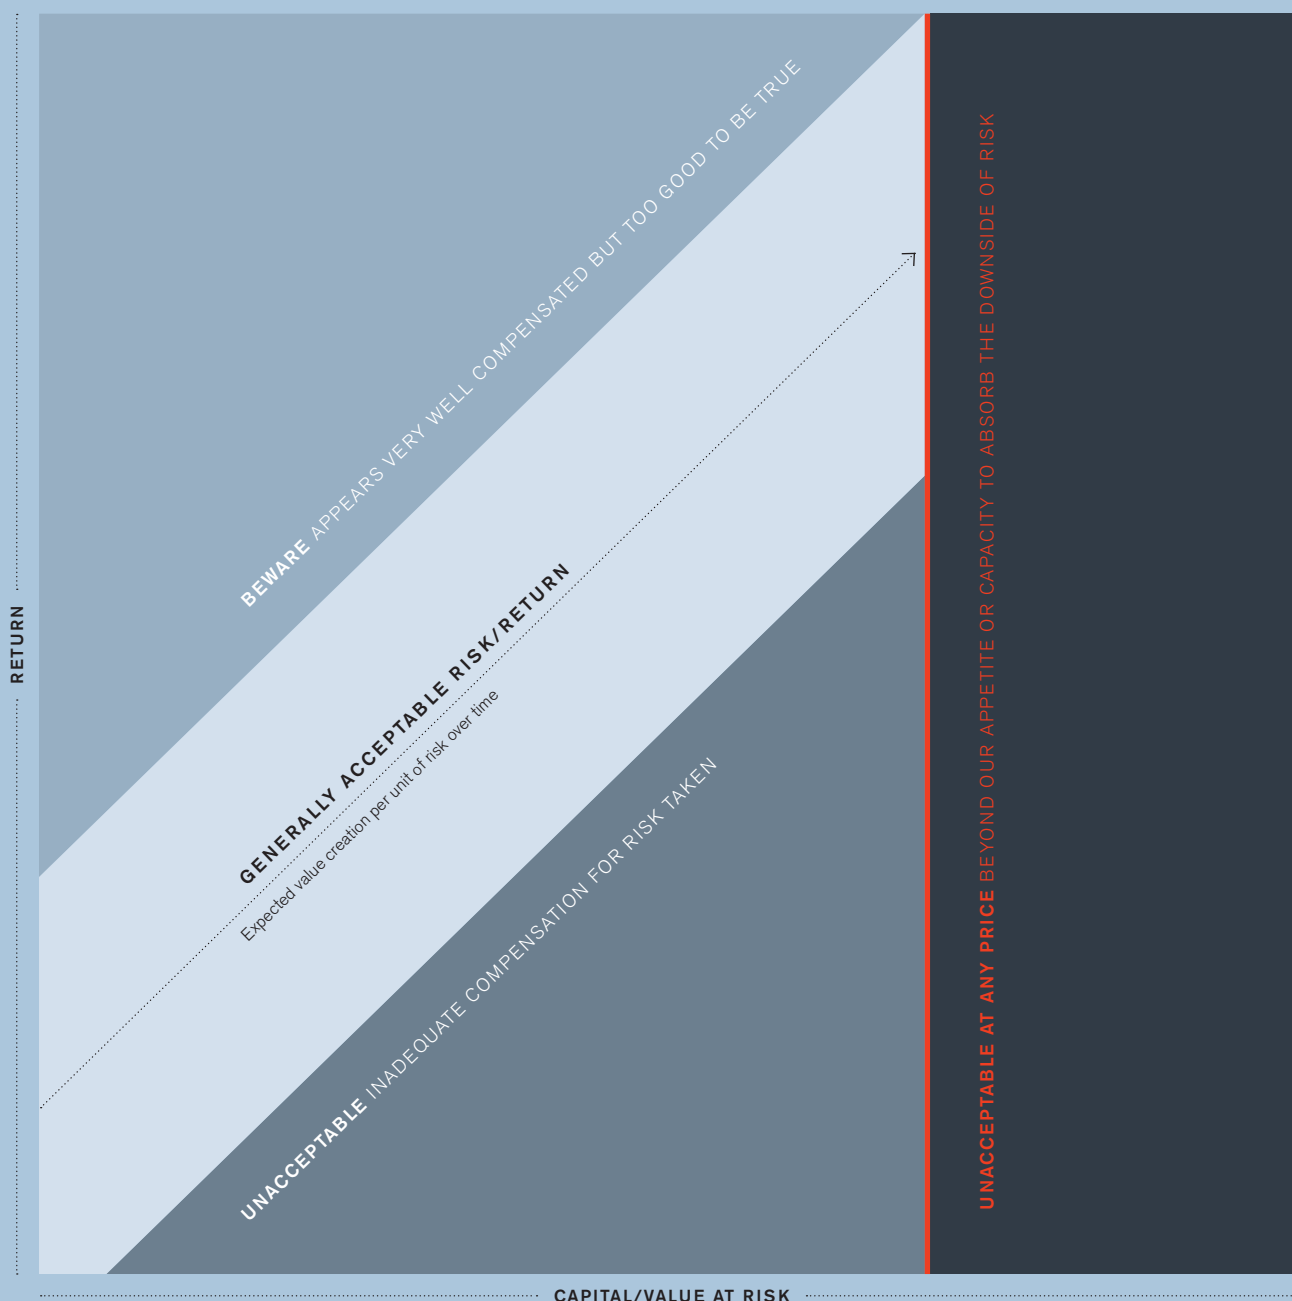 RETURN
BEWARE APPEARS VERY WELL COMPENSATED BUT TOO GOOD TO BE TRUE
GENERALLY ACCEPTABLE RISK/RETURN
Expected value creation per unit of risk over time
UNACCEPTABLE INADEQUATE COMPENSATION FOR RISK TAKEN
UNACCEPTABLE AT ANY PRICE BEYOND OUR APPETITE OR CAPACITY TO ABSORB THE DOWNSIDE OF RISK
CAPITAL/VALUE AT RISK